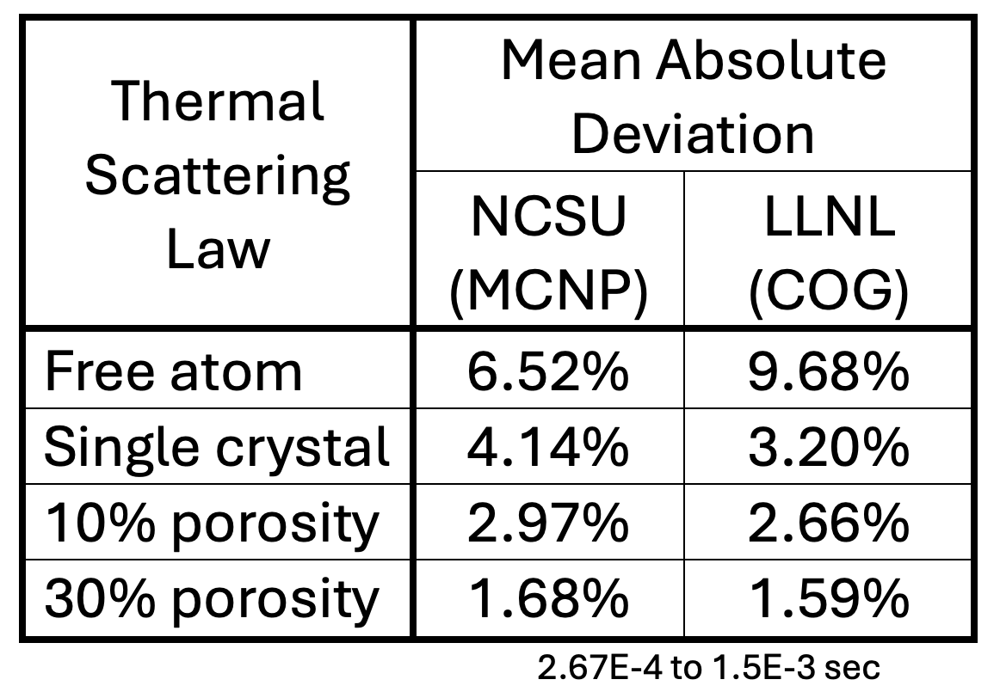 Thermal
Scattering
Law
Mean Absolute
Deviation
NCSU
(MCNP)
LLNL
(COG)
Free atom 6.52% 9.68%
Single crystal 4.14% 3.20%
10% porosity 2.97% 2.66%
30% porosity 1.68% 1.59%
2.67E-4 to 1.5E-3 sec